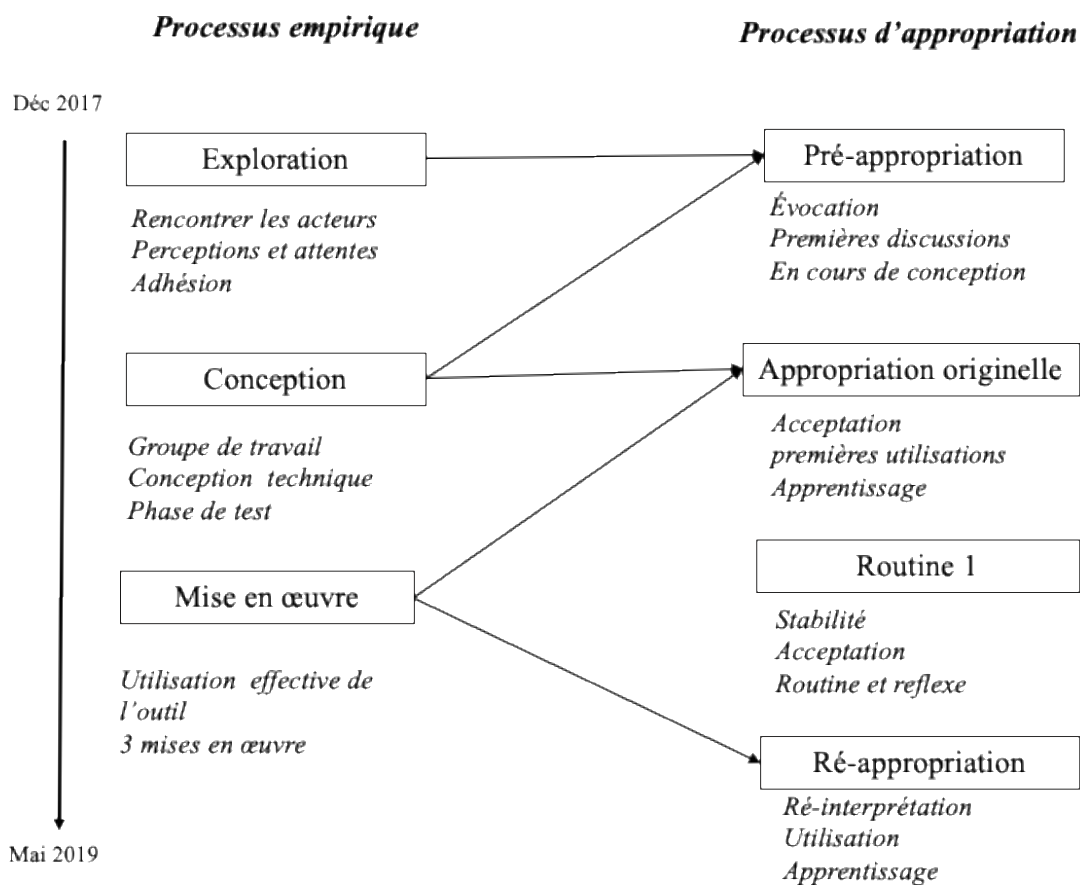 Processus empirique
Processus d'appropriation
Déc 2017
Exploration
Rencontrer les acteurs
Perceptions et attentes
Adhésion
Pré-appropriation
Évocation
Premières discussions
En cours de conception
Conception
Groupe de travail
Conception technique
Phase de test
Appropriation originelle
Acceptation
premières utilisations
Apprentissage
Mise en œuvre
Utilisation effective de
l'outil
3 mises en œuvre
Routine 1
Stabilité
Acceptation
Routine et reflexe
Ré-appropriation
Ré-interprétation
Utilisation
Apprentissage
Mai 2019